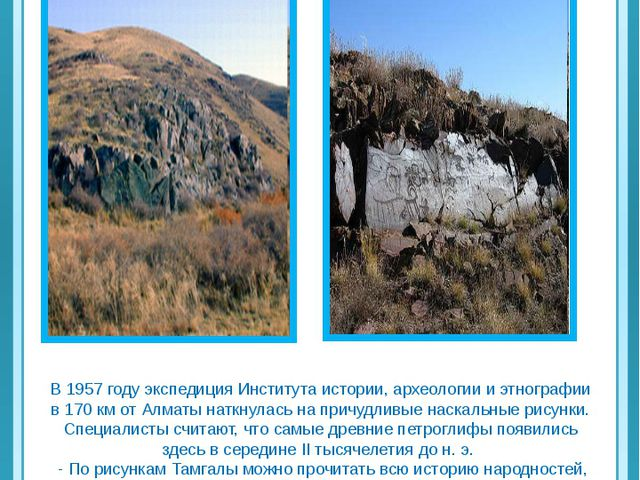 В 1957 году экспедиция Института истории, археологии и этнографии
в 170 км от Алматы наткнулась на причудливые наскальные рисунки.
Специалисты считают, что самые древние петроглифы появились
здесь в середине II тысячелетия до н. э.
- По рисункам Тамгалы можно прочитать всю историю народностей,